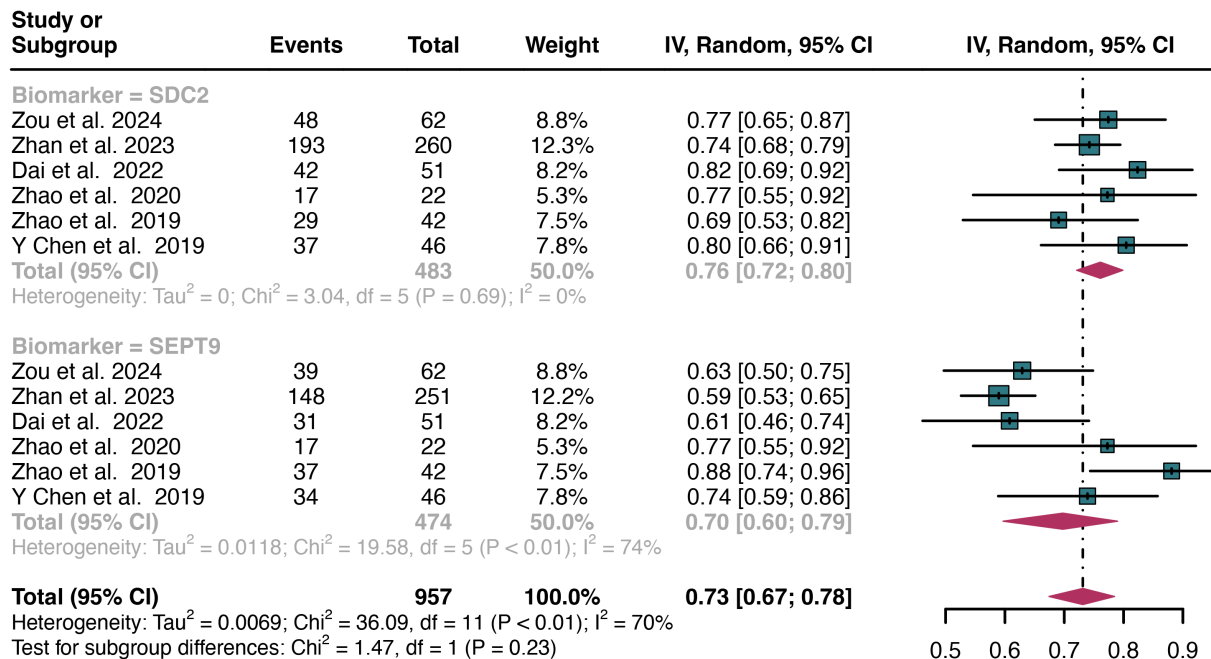 Study or
Subgroup Events Total Weight IV, Random, 95% CI IV, Random, 95% CI
Biomarker = SDC2
Zou et al. 2024 48 62 8.8% 0.77 [0.65; 0.87]
Zhan et al. 2023 193 260 12.3% 0.74 [0.68; 0.79]
Dai et al. 2022 42 51 8.2% 0.82 [0.69; 0.92]
Zhao et al. 2020 17 22 5.3% 0.77 [0.55; 0.92]
Zhao et al. 2019 29 42 7.5% 0.69 [0.53; 0.82]
Y Chen et al. 2019 37 46 7.8% 0.80 [0.66; 0.91]
Total (95% CI) 483 50.0% 0.76 [0.72; 0.80]
Heterogeneity: Tau² = 0; Chi² = 3.04, df = 5 (P = 0.69); I² = 0%
Biomarker = SEPT9
Zou et al. 2024 39 62 8.8% 0.63 [0.50; 0.75]
Zhan et al. 2023 148 251 12.2% 0.59 [0.53; 0.65]
Dai et al. 2022 31 51 8.2% 0.61 [0.46; 0.74]
Zhao et al. 2020 17 22 5.3% 0.77 [0.55; 0.92]
Zhao et al. 2019 37 42 7.5% 0.88 [0.74; 0.96]
Y Chen et al. 2019 34 46 7.8% 0.74 [0.59; 0.86]
Total (95% CI) 474 50.0% 0.70 [0.60; 0.79]
Heterogeneity: Tau² = 0.0118; Chi² = 19.58, df = 5 (P < 0.01); I² = 74%
Total (95% CI) 957 100.0% 0.73 [0.67; 0.78]
Heterogeneity: Tau² = 0.0069; Chi² = 36.09, df = 11 (P < 0.01); I² = 70%
Test for subgroup differences: Chi² = 1.47, df = 1 (P = 0.23) 0.5 0.6 0.7 0.8 0.9